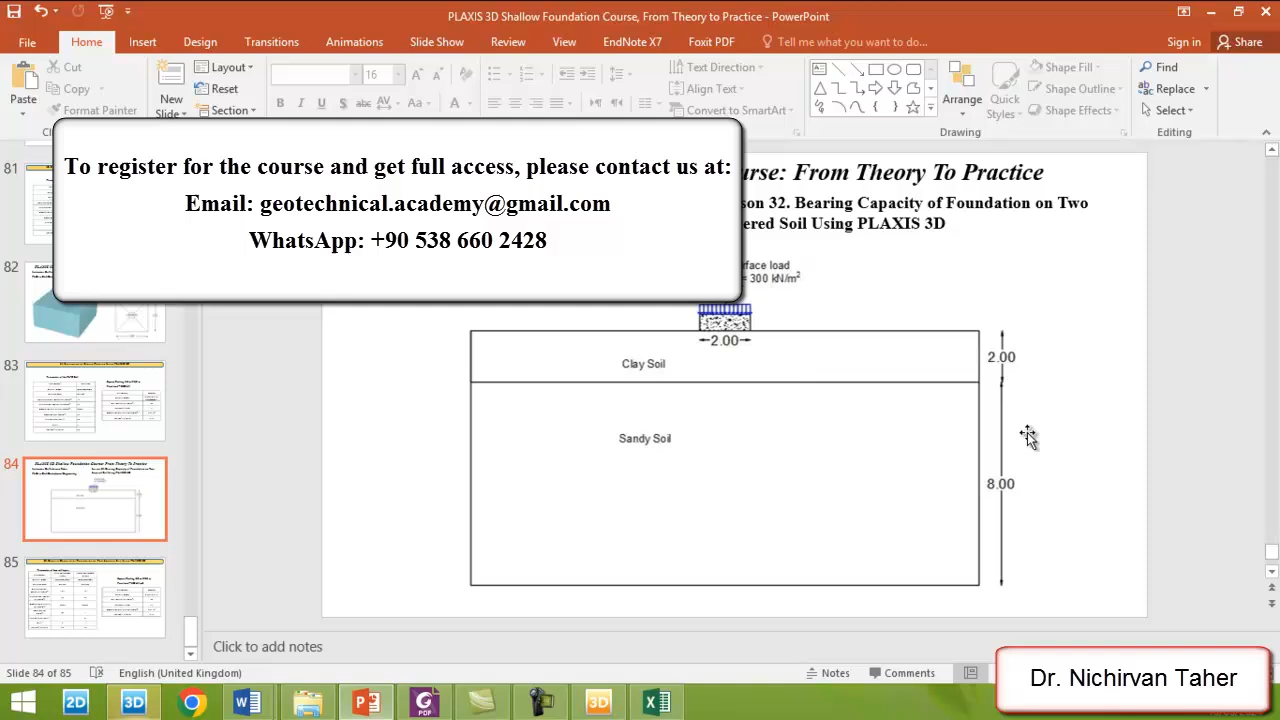 PLAXIS 3D Shallow Foundation Course, From Theory to Practice - PowerPoint
File Home Insert Design Transitions Animations Slide Show Review View EndNote X7 Foxit PDF Tell me what you want to do... Sign in Share
Paste
Cut
Copy
Format Painter
New
Slide
Layout
Reset
Section
16
Text Direction
Align Text
Convert to SmartArt
Arrange
Quick
Styles
Shape Fill
Shape Outline
Shape Effects
Drawing
Find
Replace
Select
Editing
To register for the course and get full access, please contact us at:
Email: geotechnical.academy@gmail.com
WhatsApp: +90 538 660 2428
urse: From Theory To Practice
son 32. Bearing Capacity of Foundation on Two
ered Soil Using PLAXIS 3D
rface load
= 300 kN/m2
2.00
Clay Soil
2.00
Sandy Soil
8.00
81
82
83
84
85
Click to add notes
Slide 84 of 85 English (United Kingdom) Notes Comments
Dr. Nichirvan Taher
2D 3D PDF 3D